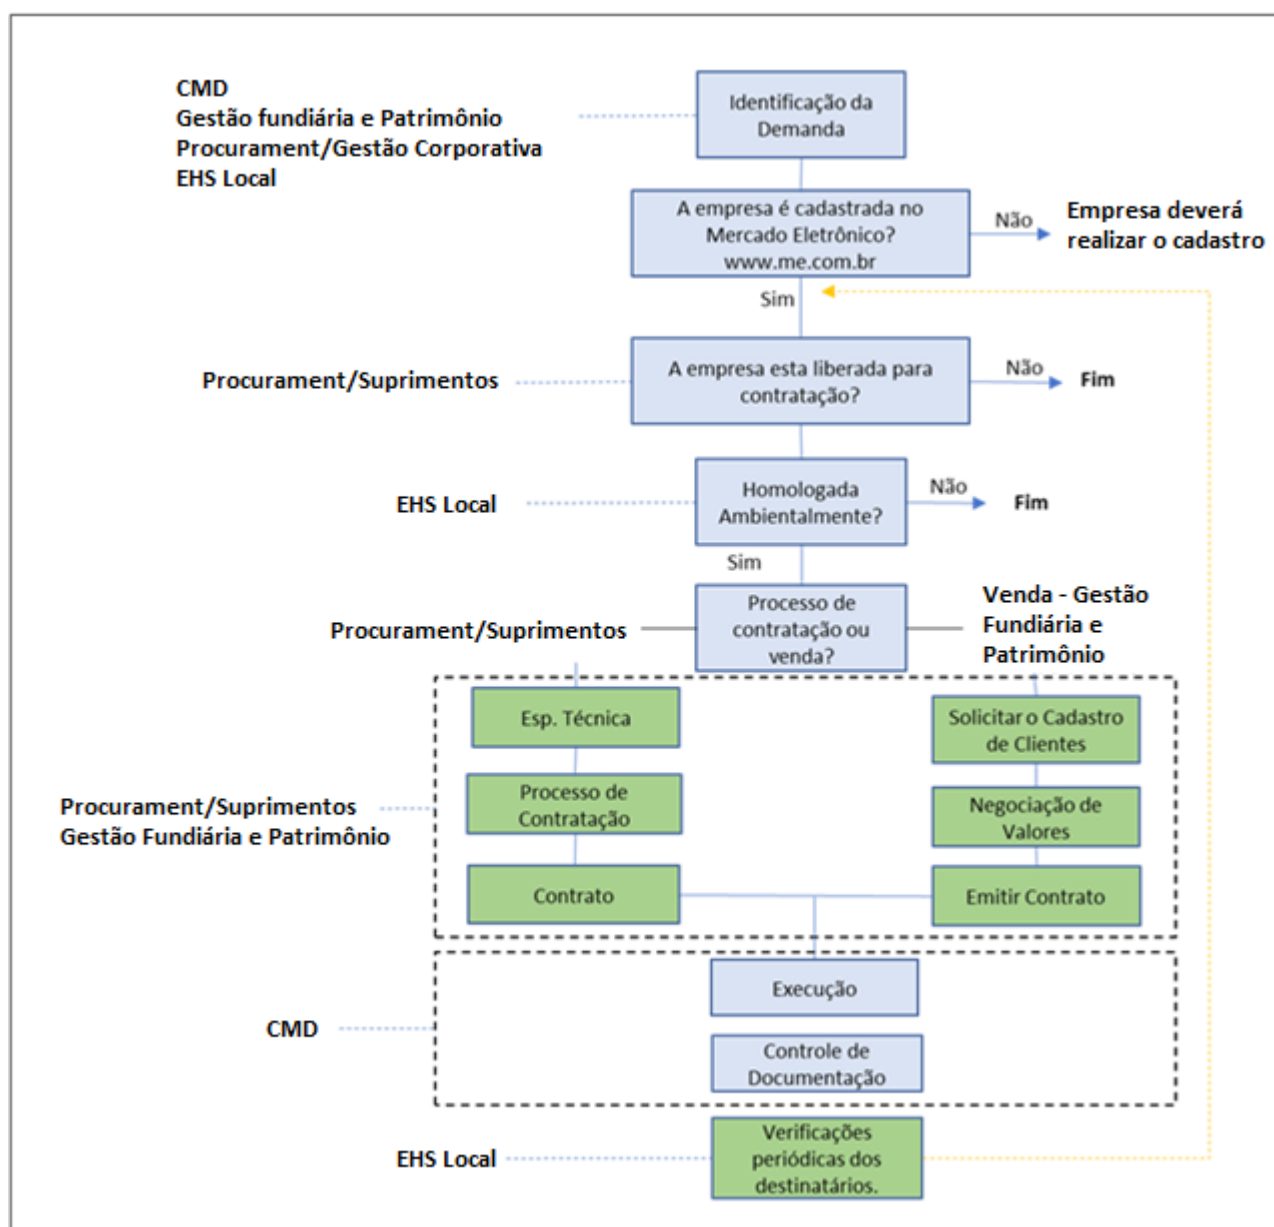 CMD
Gestão fundiária e Patrimônio
Procurament/Gestão Corporativa
EHS Local
Identificação da
Demanda
A empresa é cadastrada no
Mercado Eletrônico?
www.me.com.br
Não
Empresa deverá
realizar o cadastro
Sim
Procurament/Suprimentos
A empresa esta liberada para
contratação?
Não
Fim
EHS Local
Homologada
Ambientalmente?
Não
Fim
Sim
Procurament/Suprimentos
Processo de
contratação ou
venda?
Venda - Gestão
Fundiária e
Patrimônio
Esp. Técnica
Solicitar o Cadastro
de Clientes
Procurament/Suprimentos
Gestão Fundiária e Patrimônio
Processo de
Contratação
Negociação de
Valores
Contrato
Emitir Contrato
CMD
Execução
Controle de
Documentação
EHS Local
Verificações
periódicas dos
destinatários.